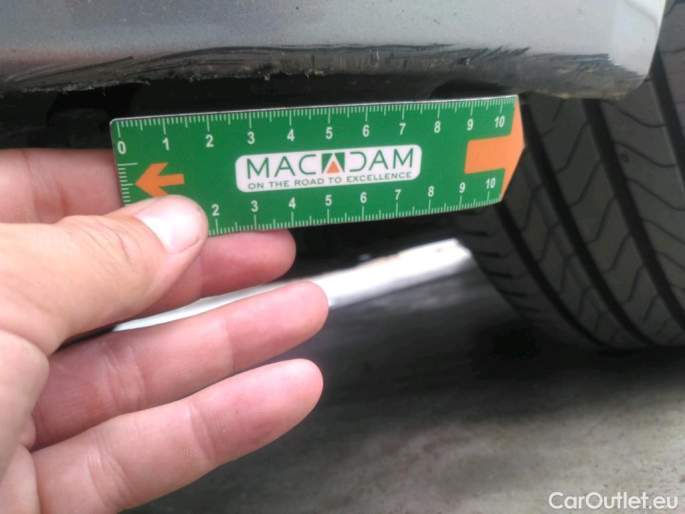 0 1 2 3 4 5 6 7 8 9 10
MACADAM
ON THE ROAD TO EXCELLENCE
2 3 4 5 6 7 8 9 10
CarOutlet.eu